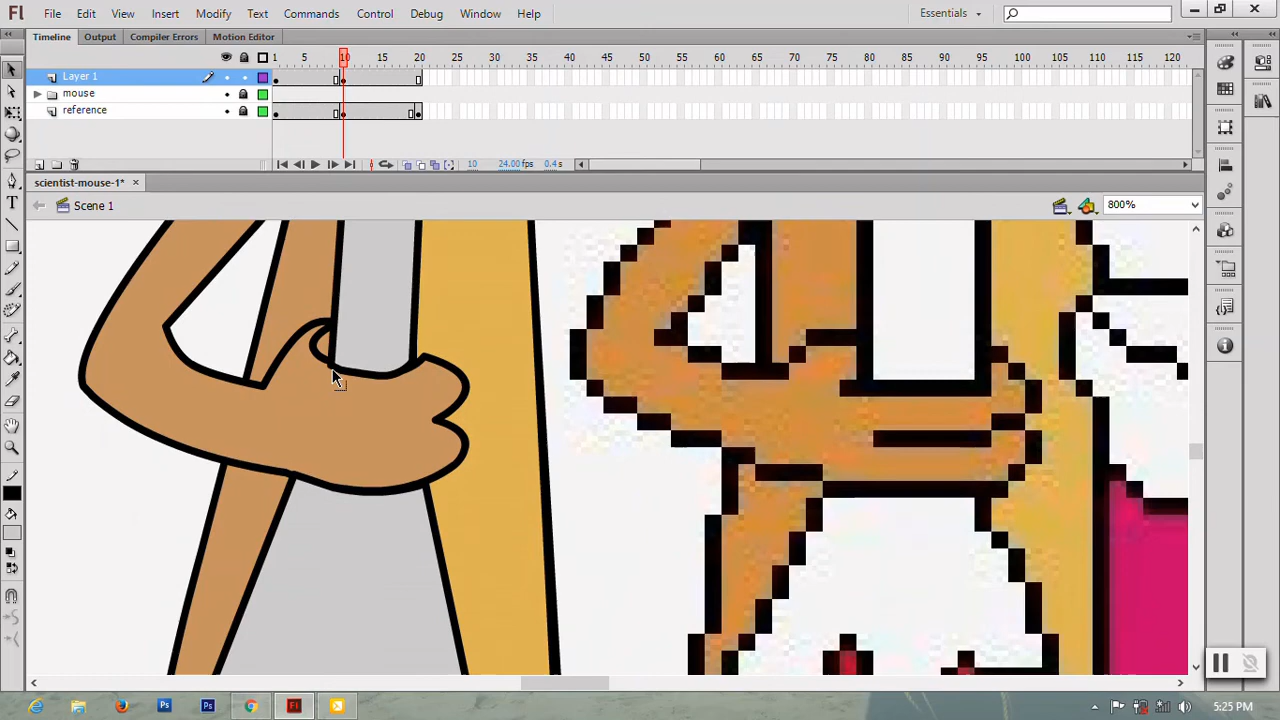 Fl File Edit View Insert Modify Text Commands Control Debug Window Help Essentials
Timeline Output Compiler Errors Motion Editor
1 5 10 15 20 25 30 35 40 45 50 55 60 65 70 75 80 85 90 95 100 105 110 115 120
Layer 1
mouse
reference
10 24.00 fps 0.4 s
scientist-mouse-1*
Scene 1 800%
Ps Ps Fl 5:25 PM